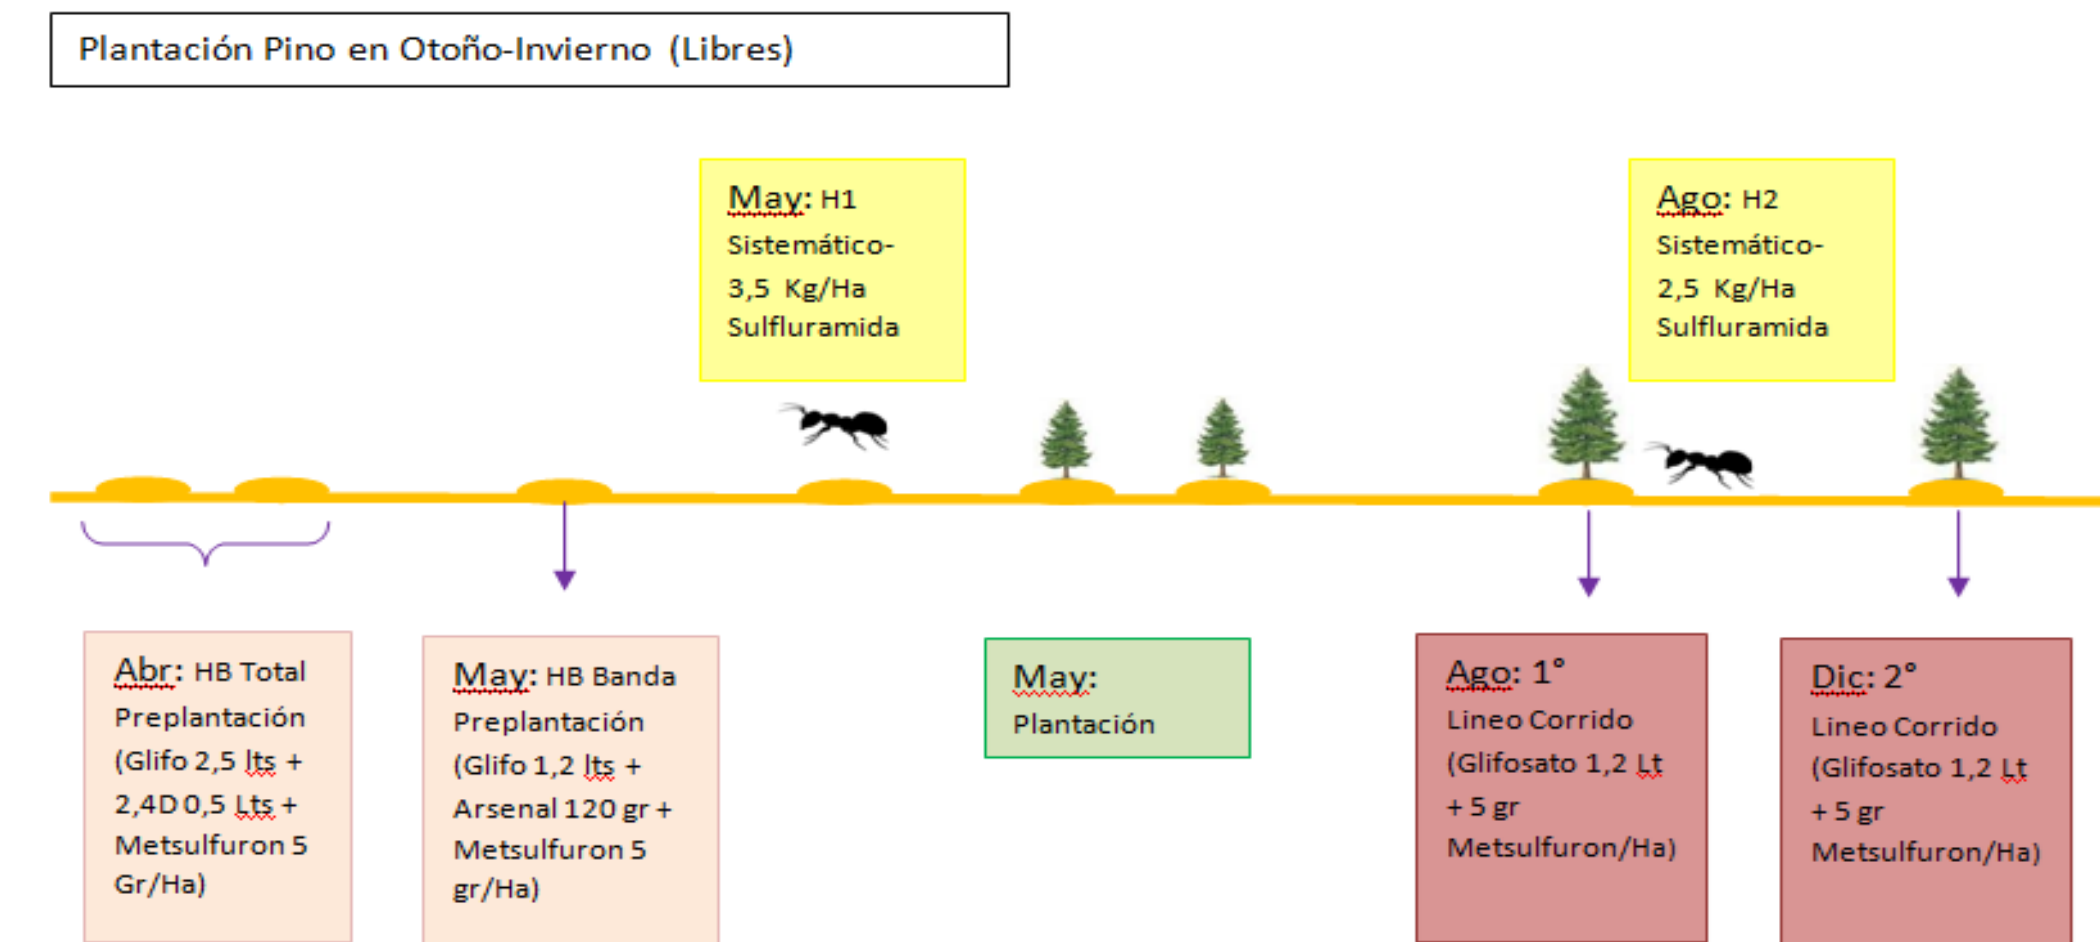 Plantación Pino en Otoño-Invierno (Libres)
May: H1
Sistemático-
3,5 Kg/Ha
Sulfluramida
Ago: H2
Sistemático-
2,5 Kg/Ha
Sulfluramida
Abr: HB Total
Preplantación
(Glifo 2,5 lts +
2,4D 0,5 Lts +
Metsulfuron 5
Gr/Ha)
May: HB Banda
Preplantación
(Glifo 1,2 lts +
Arsenal 120 gr +
Metsulfuron 5
gr/Ha)
May:
Plantación
Ago: 1°
Lineo Corrido
(Glifosato 1,2 Lt
+ 5 gr
Metsulfuron/Ha)
Dic: 2°
Lineo Corrido
(Glifosato 1,2 Lt
+ 5 gr
Metsulfuron/Ha)